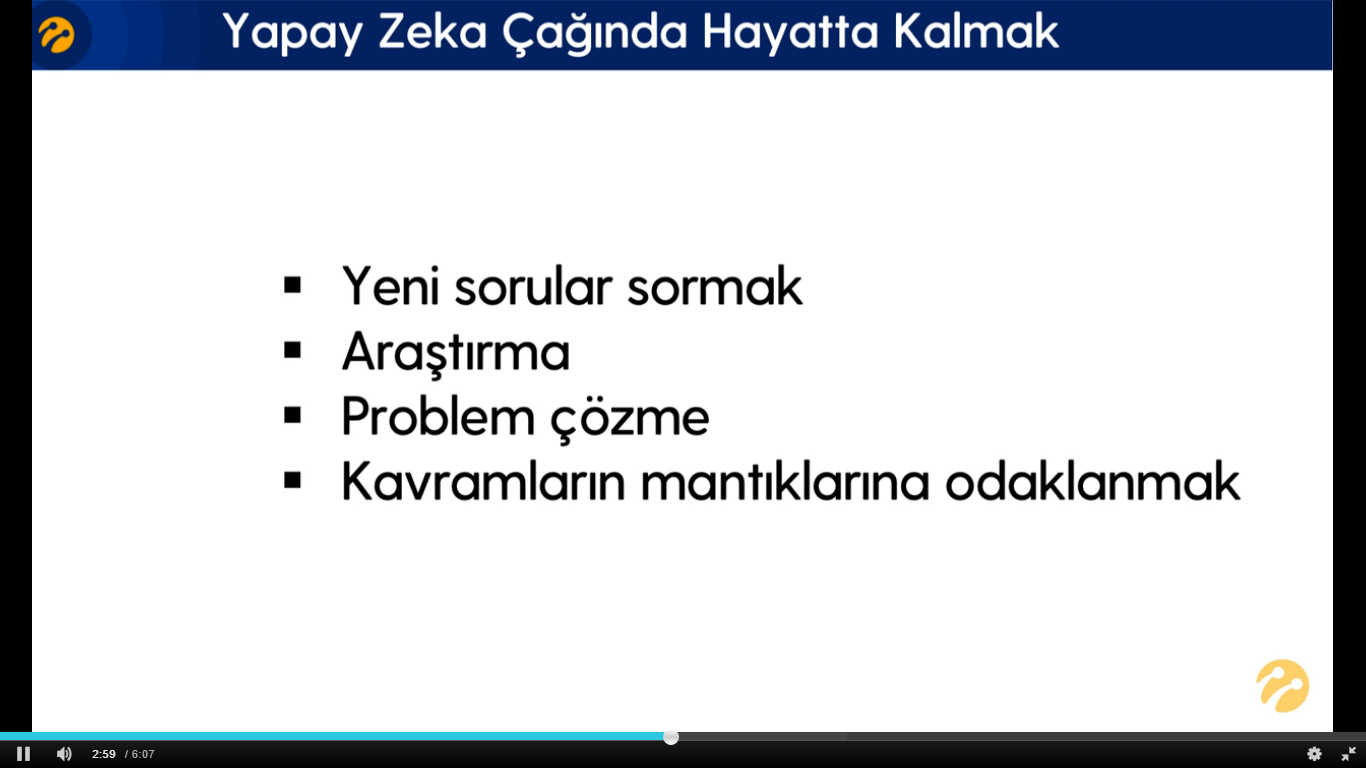 Yapay Zeka Çağında Hayatta Kalmak
▪ Yeni sorular sormak
▪ Araştırma
▪ Problem çözme
▪ Kavramların mantıklarına odaklanmak
2:59 / 6:07